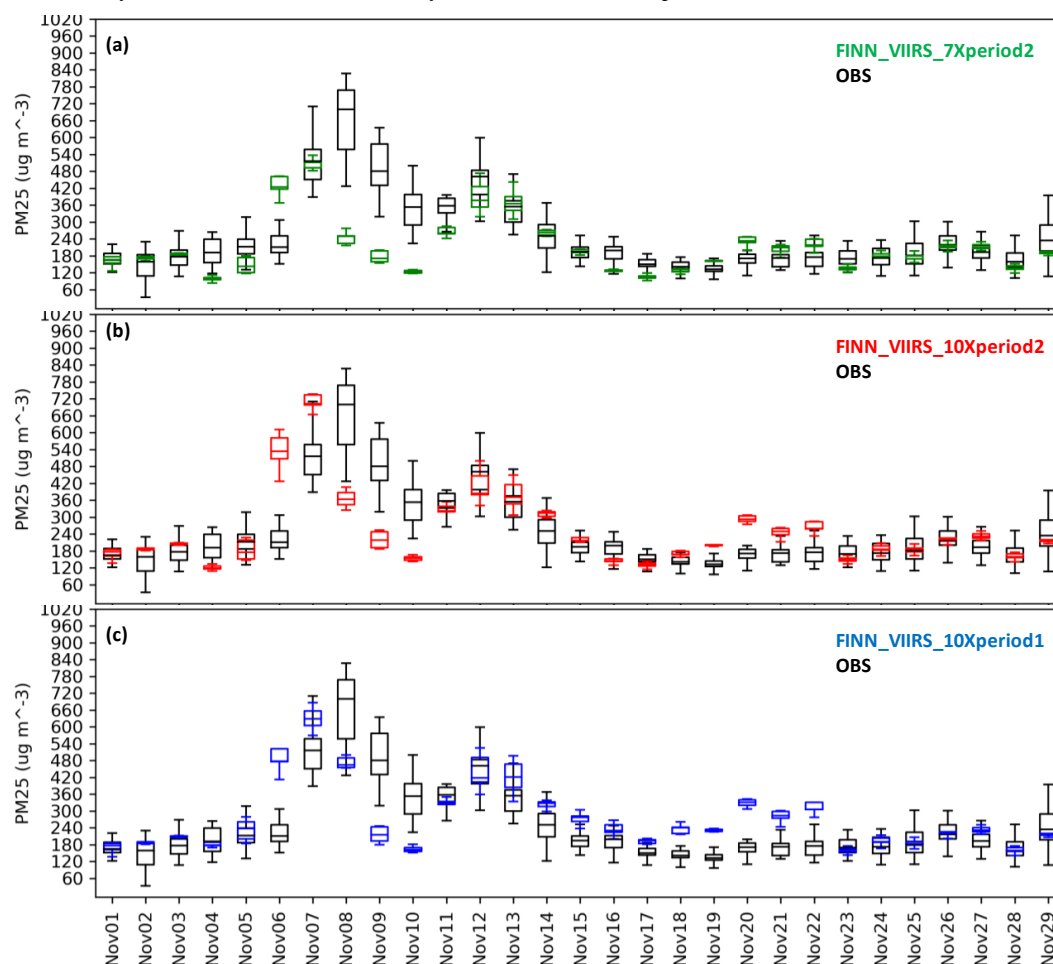 1020
960
900
840
780
720
660
600
540
480
420
360
300
240
180
120
60
PM25 (ug m^-3)
(a)
FINN_VIIRS_7Xperiod2
OBS
1020
960
900
840
780
720
660
600
540
480
420
360
300
240
180
120
60
PM25 (ug m^-3)
(b)
FINN_VIIRS_10Xperiod2
OBS
1020
960
900
840
780
720
660
600
540
480
420
360
300
240
180
120
60
PM25 (ug m^-3)
(c)
FINN_VIIRS_10Xperiod1
OBS
Nov01
Nov02
Nov03
Nov04
Nov05
Nov06
Nov07
Nov08
Nov09
Nov10
Nov11
Nov12
Nov13
Nov14
Nov15
Nov16
Nov17
Nov18
Nov19
Nov20
Nov21
Nov22
Nov23
Nov24
Nov25
Nov26
Nov27
Nov28
Nov29